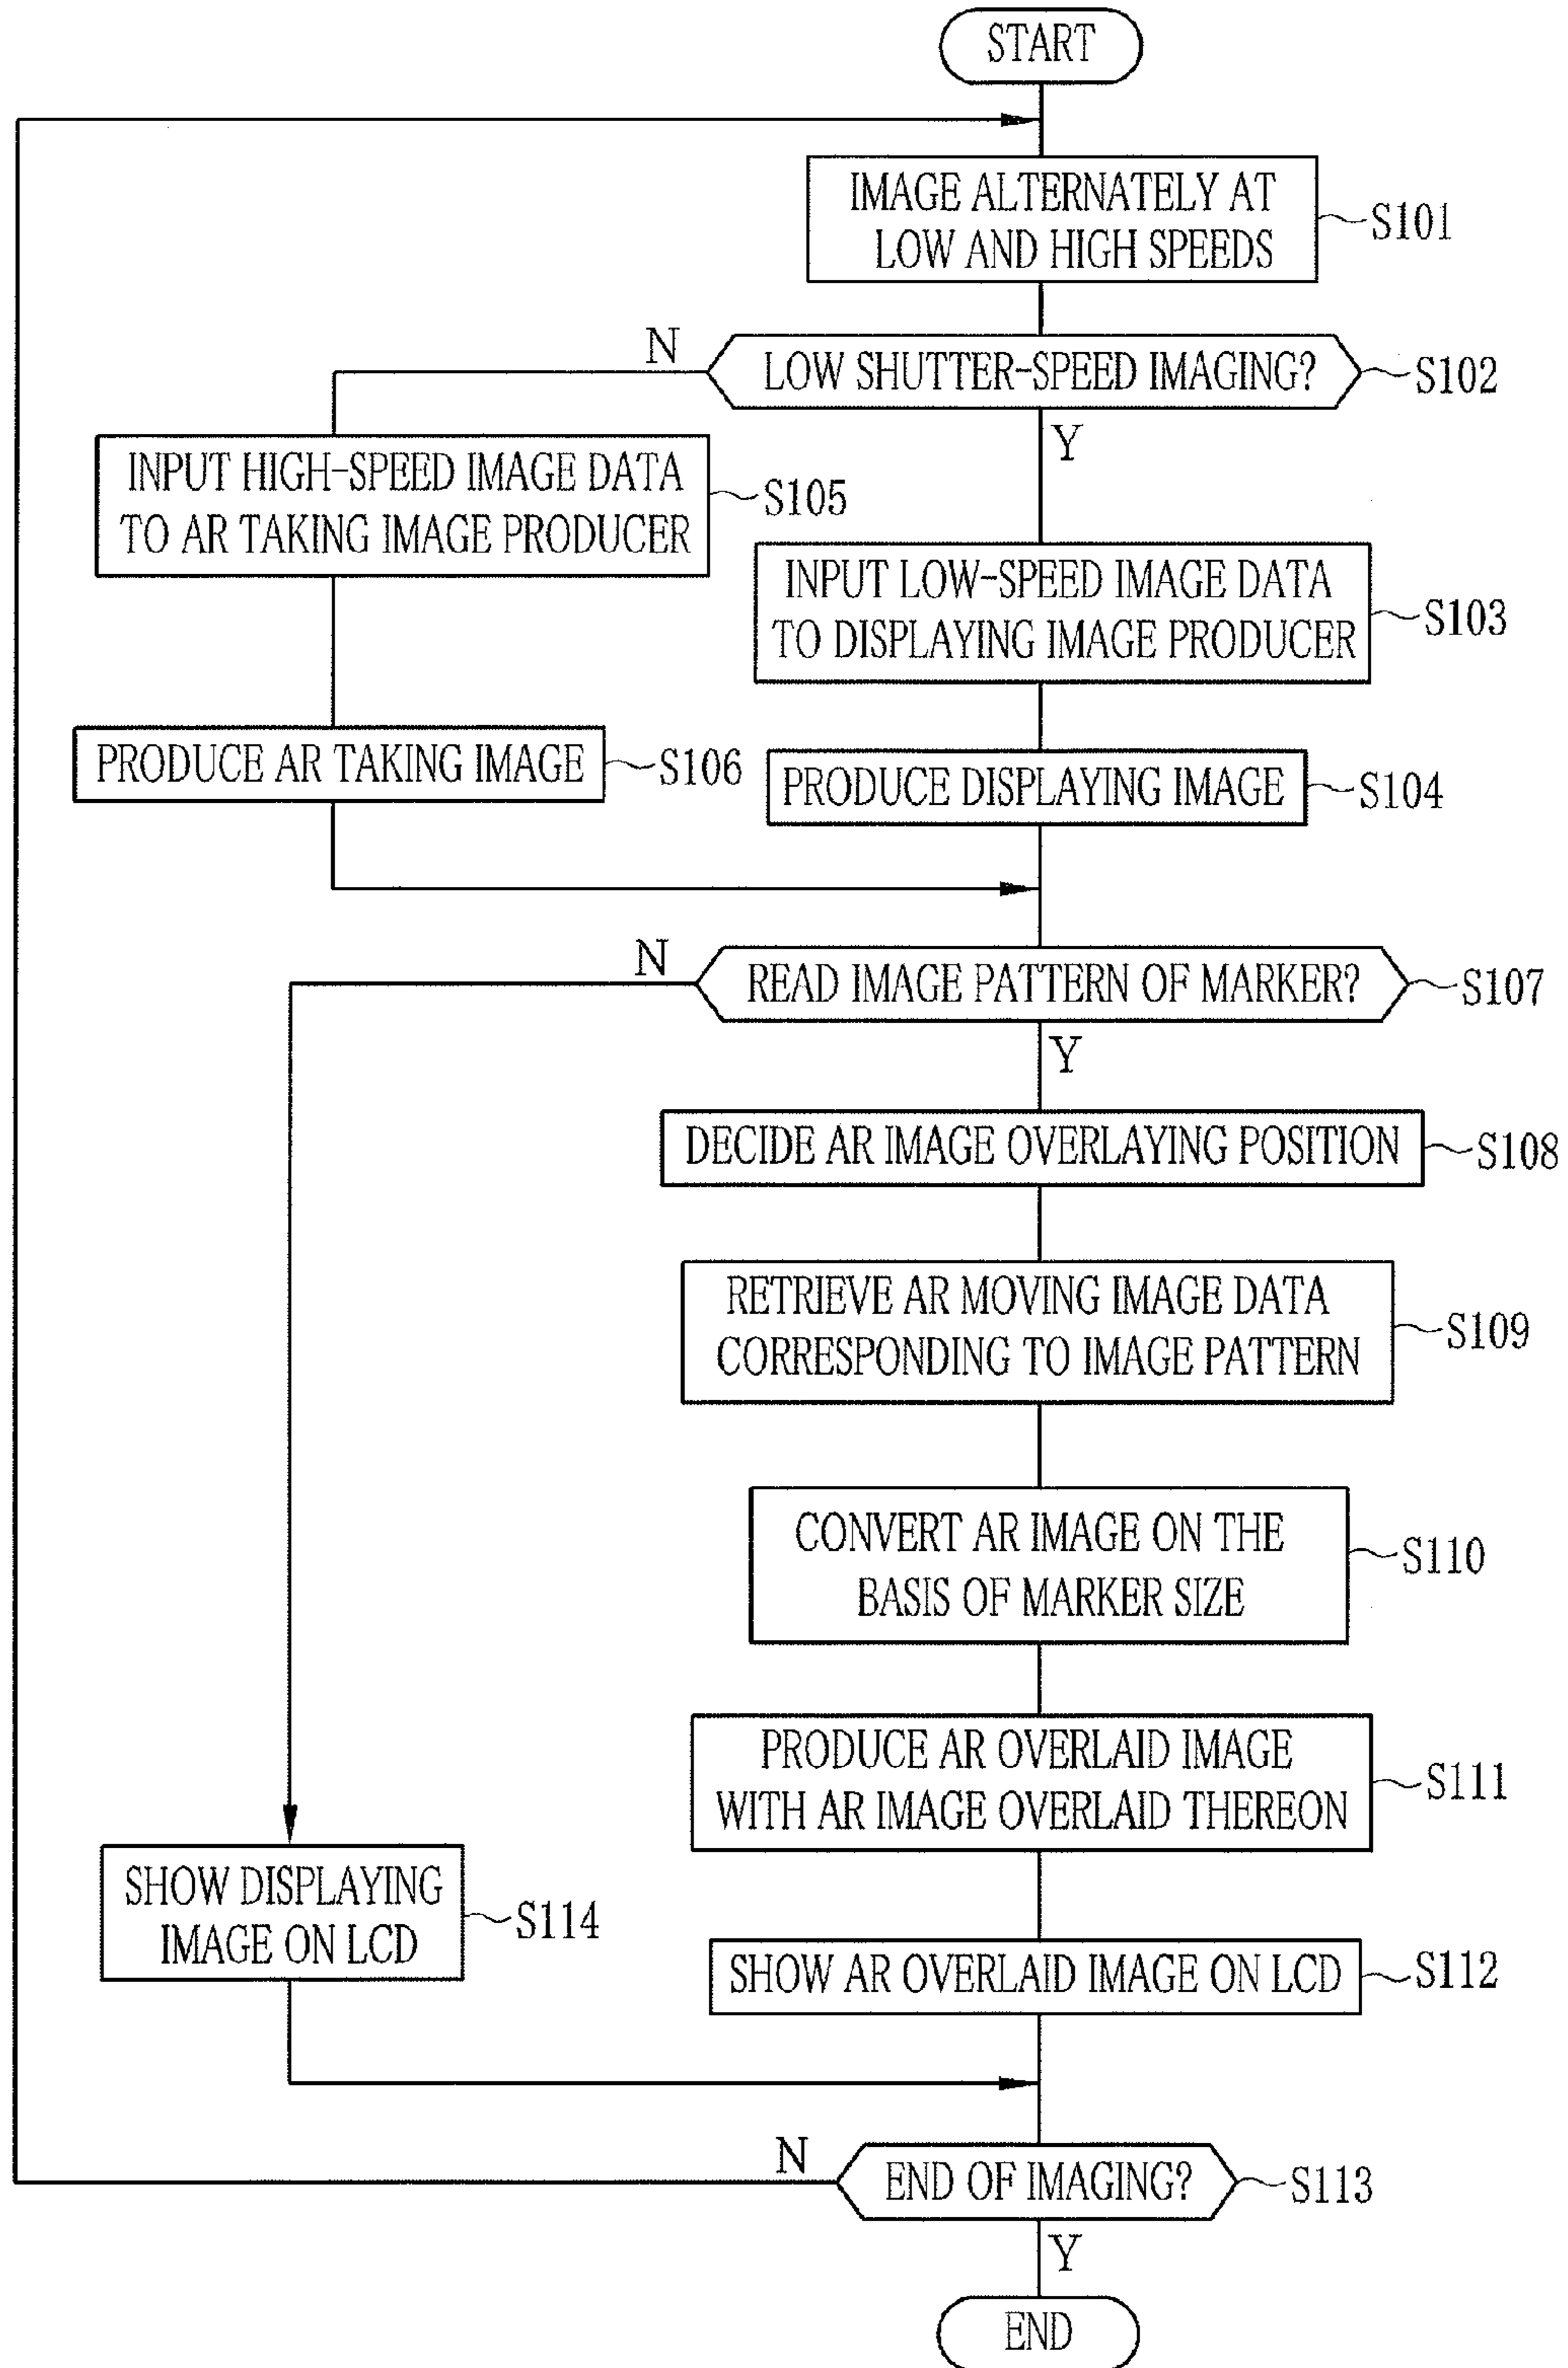 START
IMAGE ALTERNATELY AT
LOW AND HIGH SPEEDS
S101
N
LOW SHUTTER-SPEED IMAGING?
S102
Y
INPUT HIGH-SPEED IMAGE DATA
TO AR TAKING IMAGE PRODUCER
S105
INPUT LOW-SPEED IMAGE DATA
TO DISPLAYING IMAGE PRODUCER
S103
PRODUCE AR TAKING IMAGE
S106
PRODUCE DISPLAYING IMAGE
S104
N
READ IMAGE PATTERN OF MARKER?
S107
Y
DECIDE AR IMAGE OVERLAYING POSITION
S108
RETRIEVE AR MOVING IMAGE DATA
CORRESPONDING TO IMAGE PATTERN
S109
CONVERT AR IMAGE ON THE
BASIS OF MARKER SIZE
S110
PRODUCE AR OVERLAID IMAGE
WITH AR IMAGE OVERLAID THEREON
S111
SHOW DISPLAYING
IMAGE ON LCD
S114
SHOW AR OVERLAID IMAGE ON LCD
S112
N
END OF IMAGING?
S113
Y
END